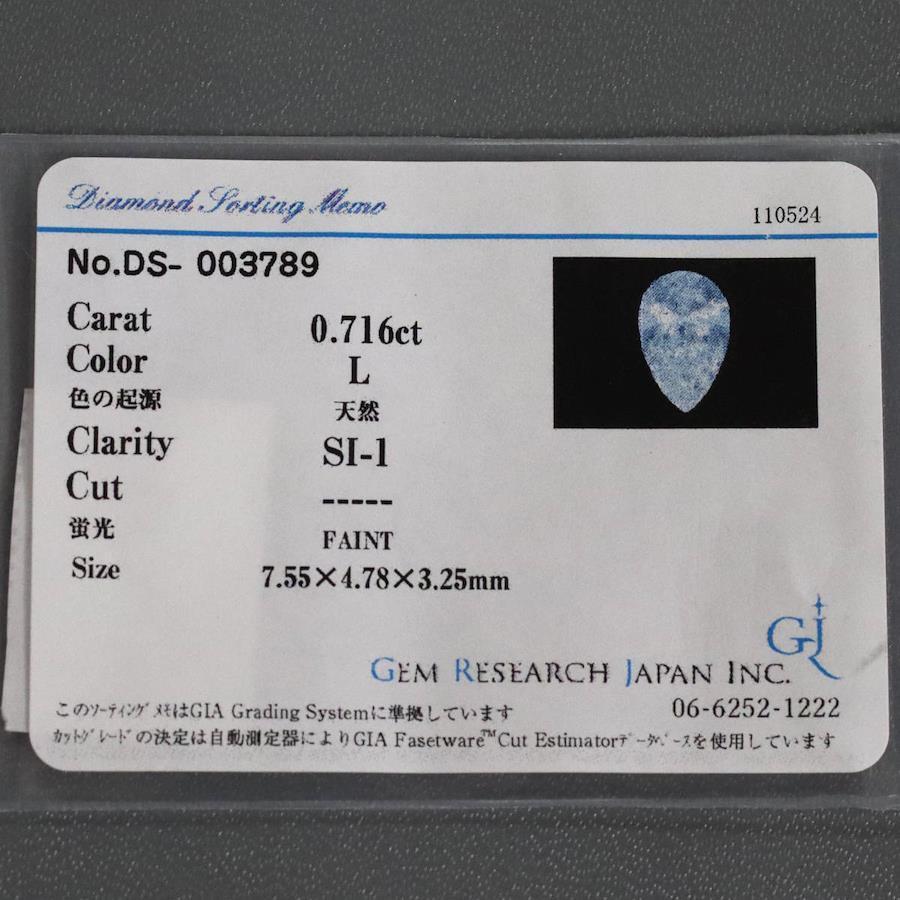 Diamond Sorting Memo
110524
No.DS- 003789
Carat 0.716ct
Color L
色の起源 天然
Clarity SI-1
Cut -----
蛍光 FAINT
Size 7.55×4.78×3.25mm
GJR
GEM RESEARCH JAPAN INC.
06-6252-1222
このソーティングメモはGIA Grading Systemに準拠しています
カットグレードの決定は自動測定器によりGIA Fasetware™Cut Estimatorデータベースを使用しています